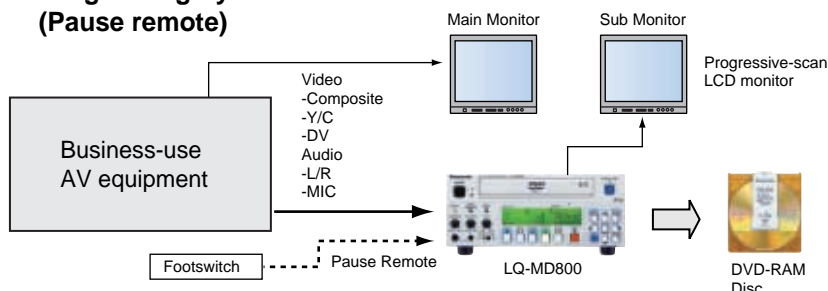 (Pause remote)
Main Monitor
Sub Monitor
Progressive-scan
LCD monitor
Video
-Composite
-Y/C
-DV
Audio
-L/R
-MIC
Business-use
AV equipment
Footswitch
Pause Remote
LQ-MD800
DVD-RAM
Disc